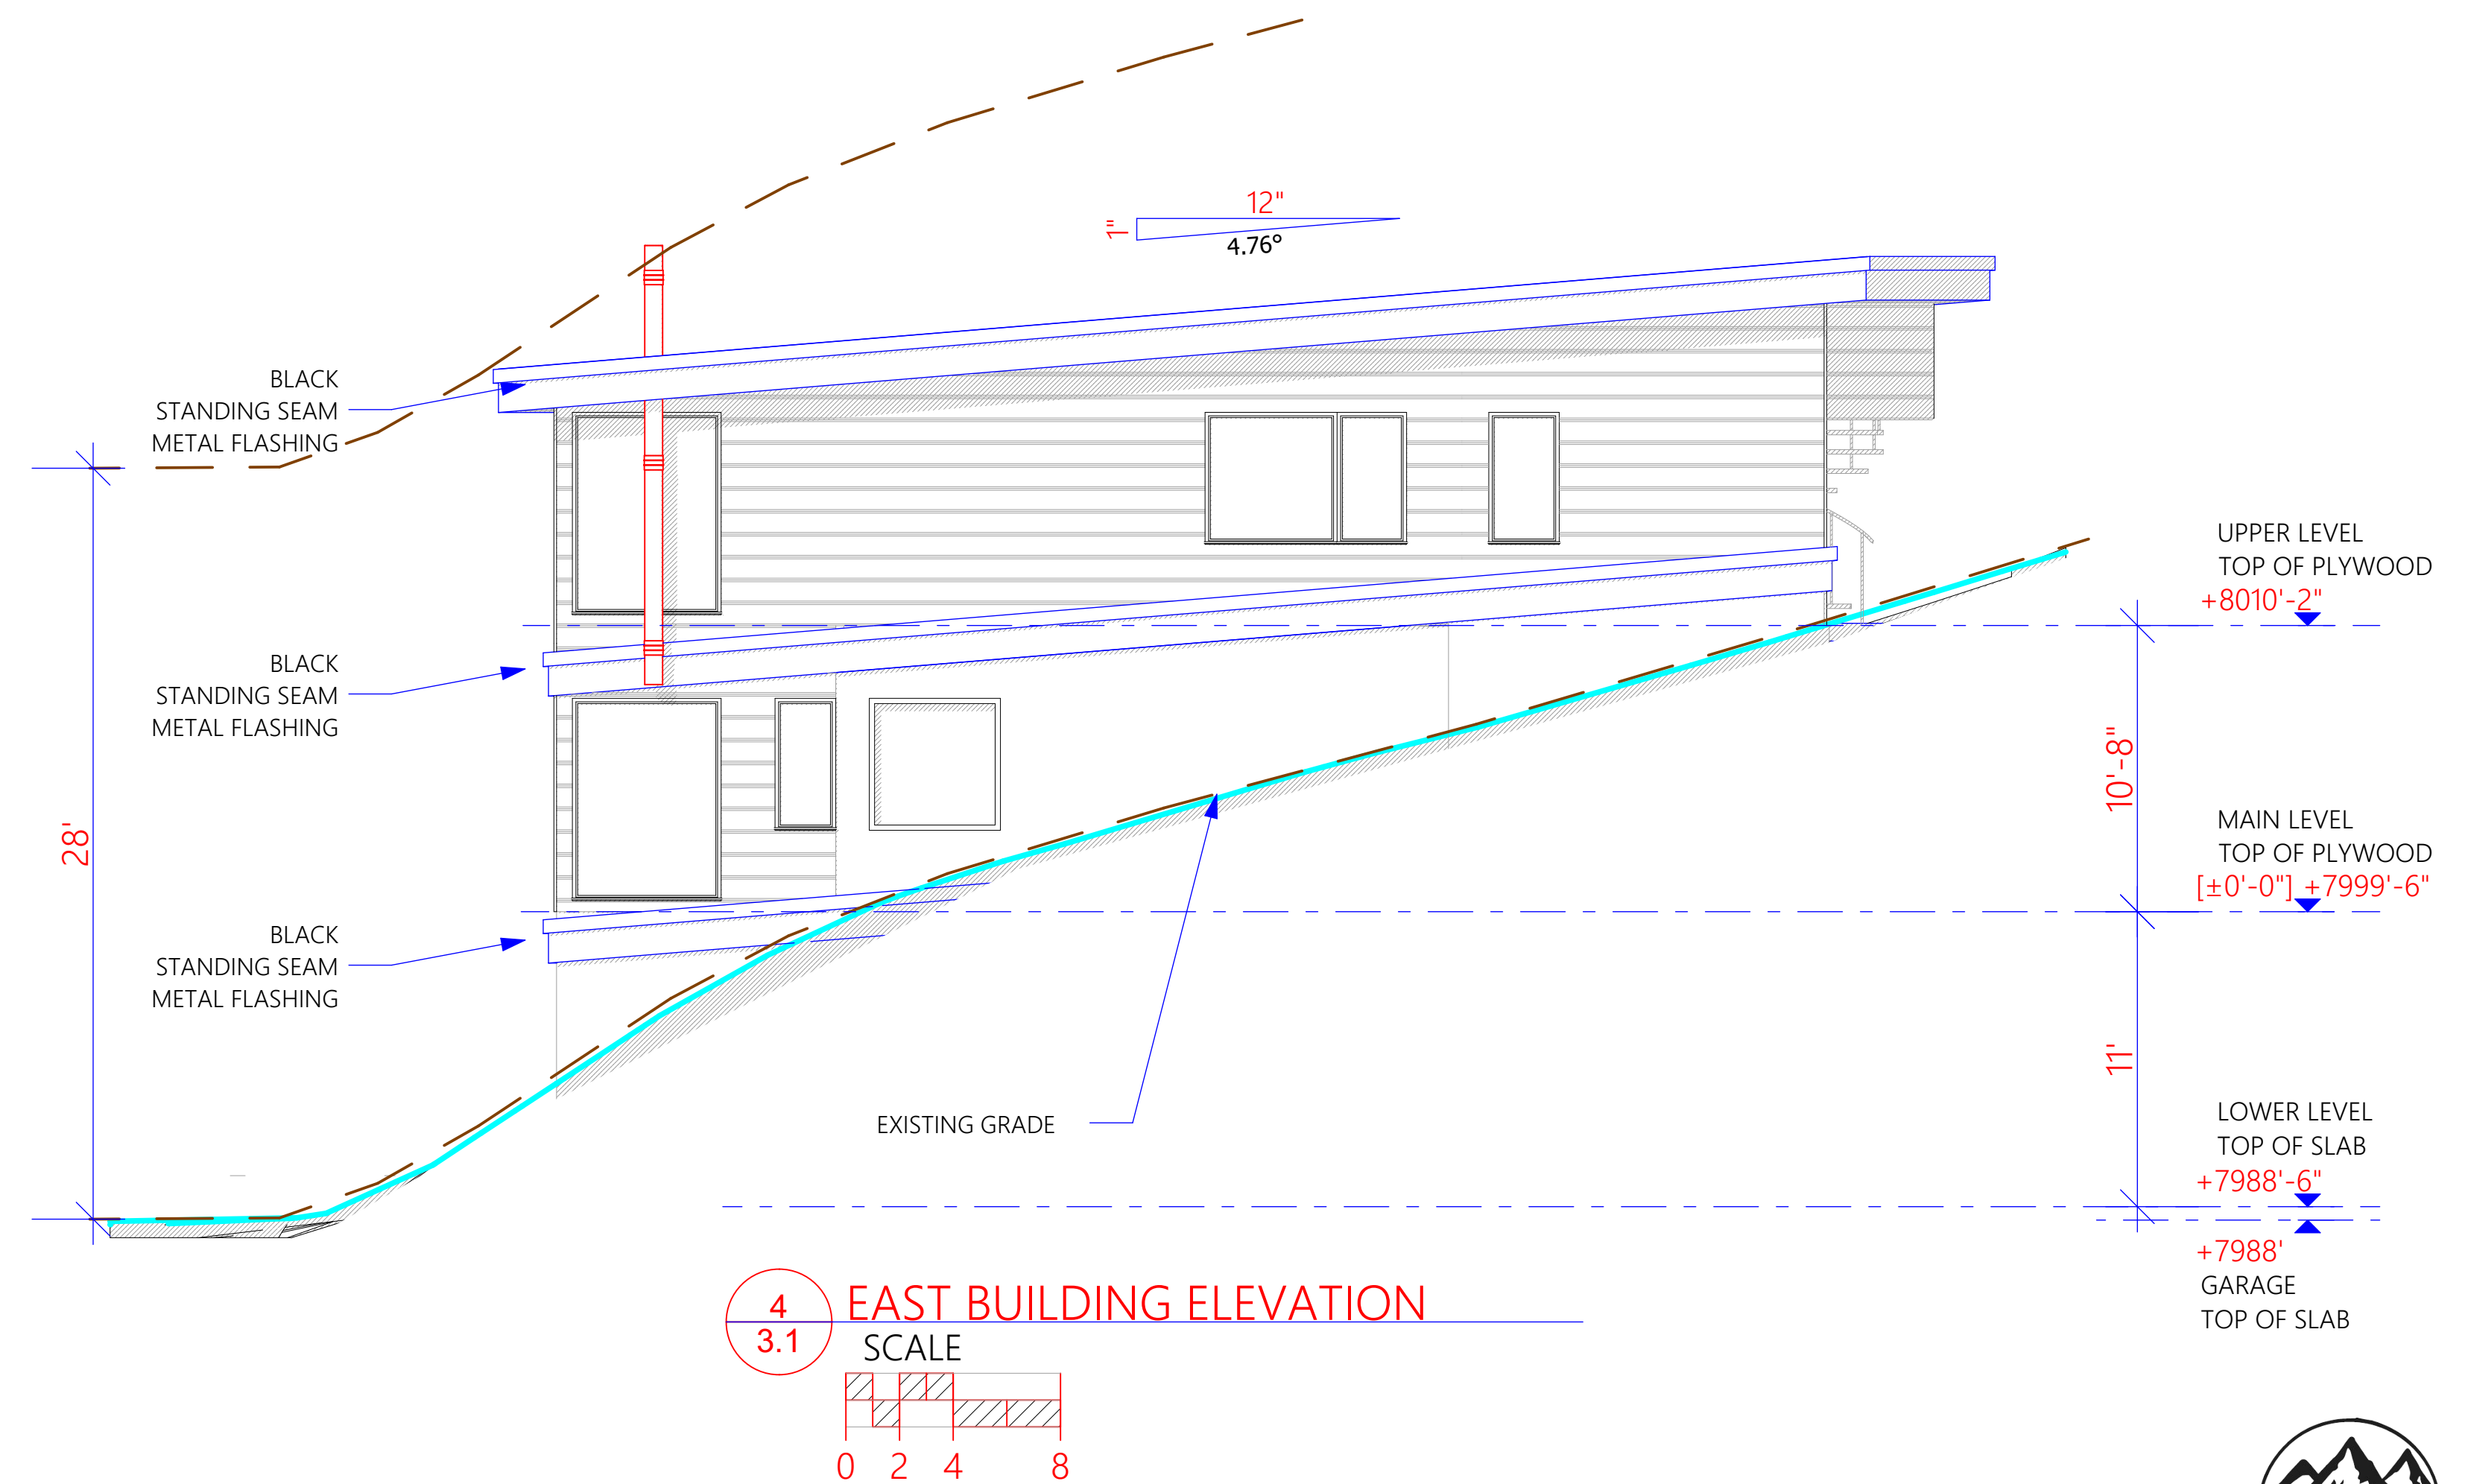 12"
1"
4.76°
BLACK
STANDING SEAM
METAL FLASHING
UPPER LEVEL
TOP OF PLYWOOD
+8010'-2"
BLACK
STANDING SEAM
METAL FLASHING
10'-8"
28'
MAIN LEVEL
TOP OF PLYWOOD
[±0'-0"] +7999'-6"
BLACK
STANDING SEAM
METAL FLASHING
11'
EXISTING GRADE
LOWER LEVEL
TOP OF SLAB
+7988'-6"
+7988'
GARAGE
TOP OF SLAB
4
3.1
EAST BUILDING ELEVATION
SCALE
0 2 4 8